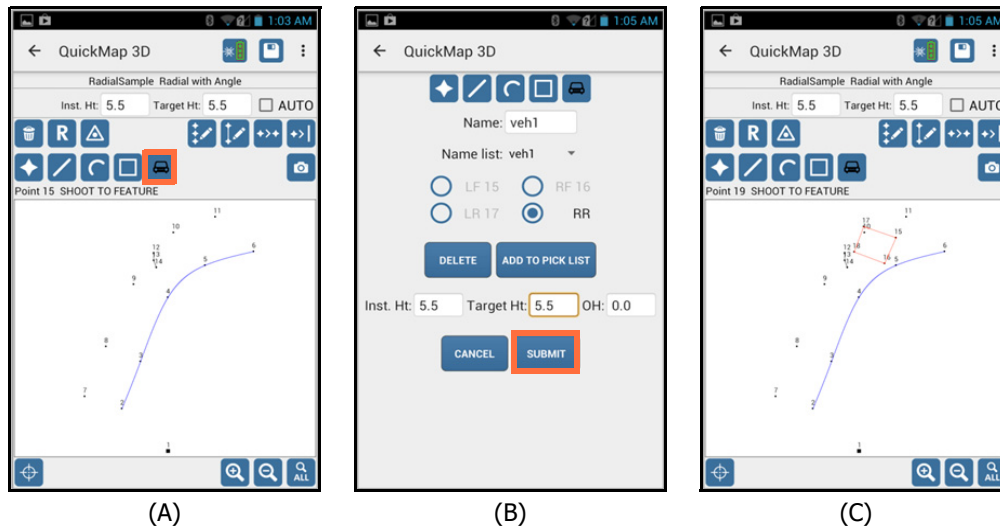 1:03 AM
QuickMap 3D
RadialSample Radial with Angle
Inst. Ht: 5.5 Target Ht: 5.5 AUTO
R
Point 15 SHOOT TO FEATURE
11
10
12
13
14
6
5
9
4
8
3
7
2
1
ALL
(A)
1:05 AM
QuickMap 3D
Name: veh1
Name list: veh1
LF 15 RF 16
LR 17 RR
DELETE ADD TO PICK LIST
Inst. Ht: 5.5 Target Ht: 5.5 OH: 0.0
CANCEL SUBMIT
(B)
1:05 AM
QuickMap 3D
RadialSample Radial with Angle
Inst. Ht: 5.5 Target Ht: 5.5 AUTO
R
Point 19 SHOOT TO FEATURE
11
17
10
15
12 18
13
14
16 5
6
9
4
8
3
7
2
1
ALL
(C)